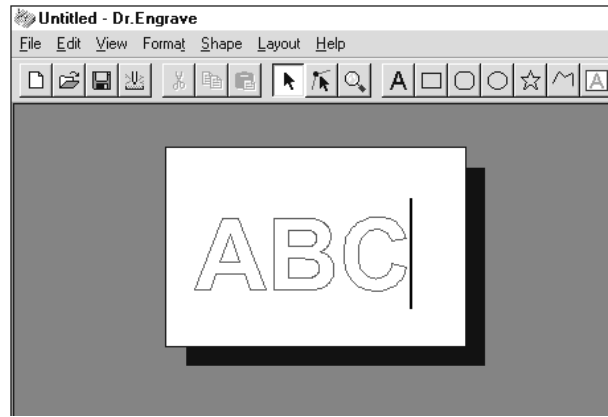 Untitled - Dr.Engrave
File Edit View Format Shape Layout Help
A A
ABC